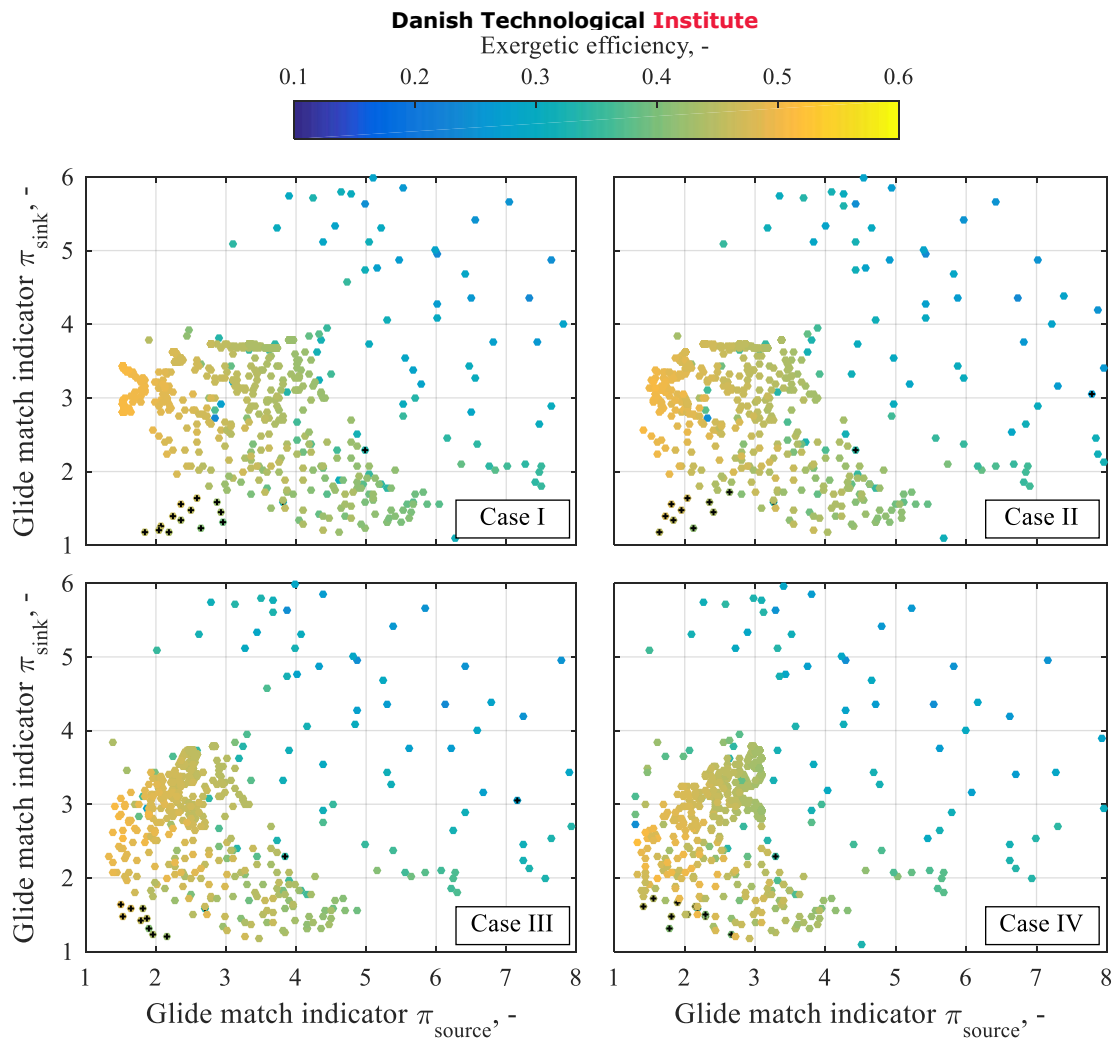 Danish Technological Institute
Exergetic efficiency, -
0.1 0.2 0.3 0.4 0.5 0.6
Glide match indicator π_sink, -
6
5
4
3
2
1
Case I
Case II
Glide match indicator π_sink, -
6
5
4
3
2
1
Case III
Case IV
1 2 3 4 5 6 7 8
1 2 3 4 5 6 7 8
Glide match indicator π_source, -
Glide match indicator π_source, -